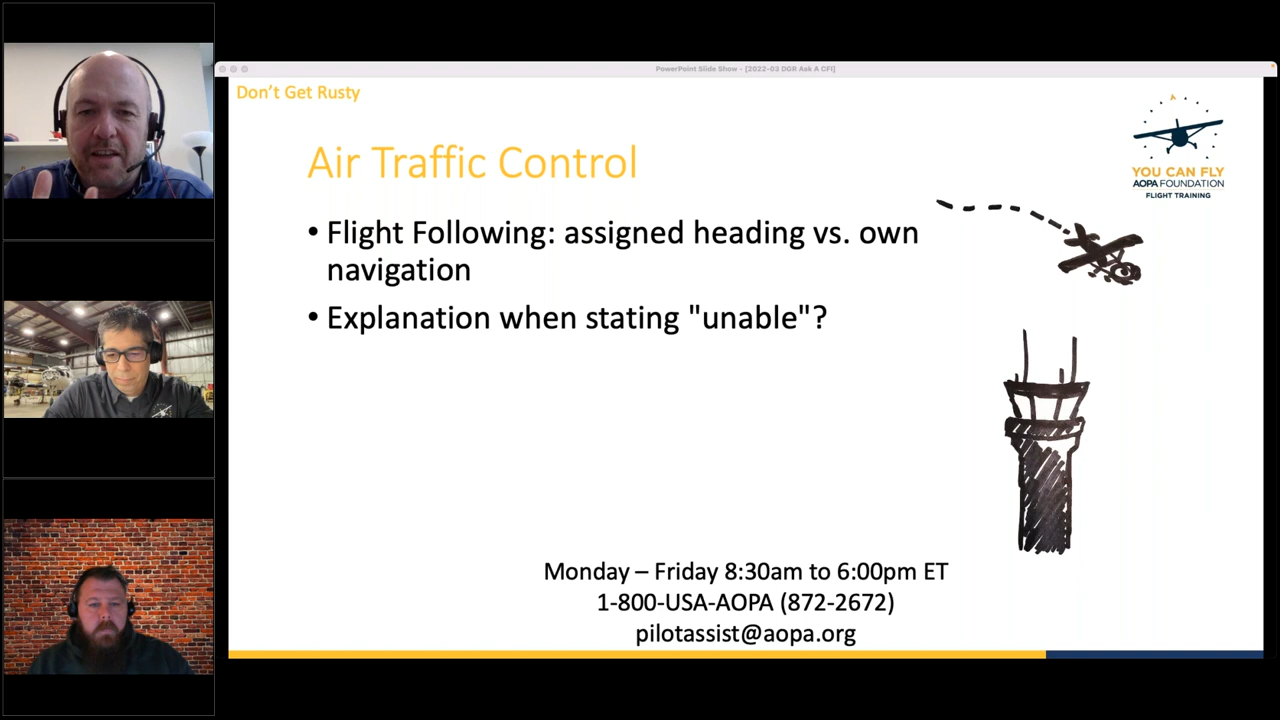 PowerPoint Slide Show - [2022-03 DGR Ask A CFI]
Don't Get Rusty
YOU CAN FLY
AOPA FOUNDATION
FLIGHT TRAINING
Air Traffic Control
• Flight Following: assigned heading vs. own
navigation
• Explanation when stating "unable"?
Monday – Friday 8:30am to 6:00pm ET
1-800-USA-AOPA (872-2672)
pilotassist@aopa.org